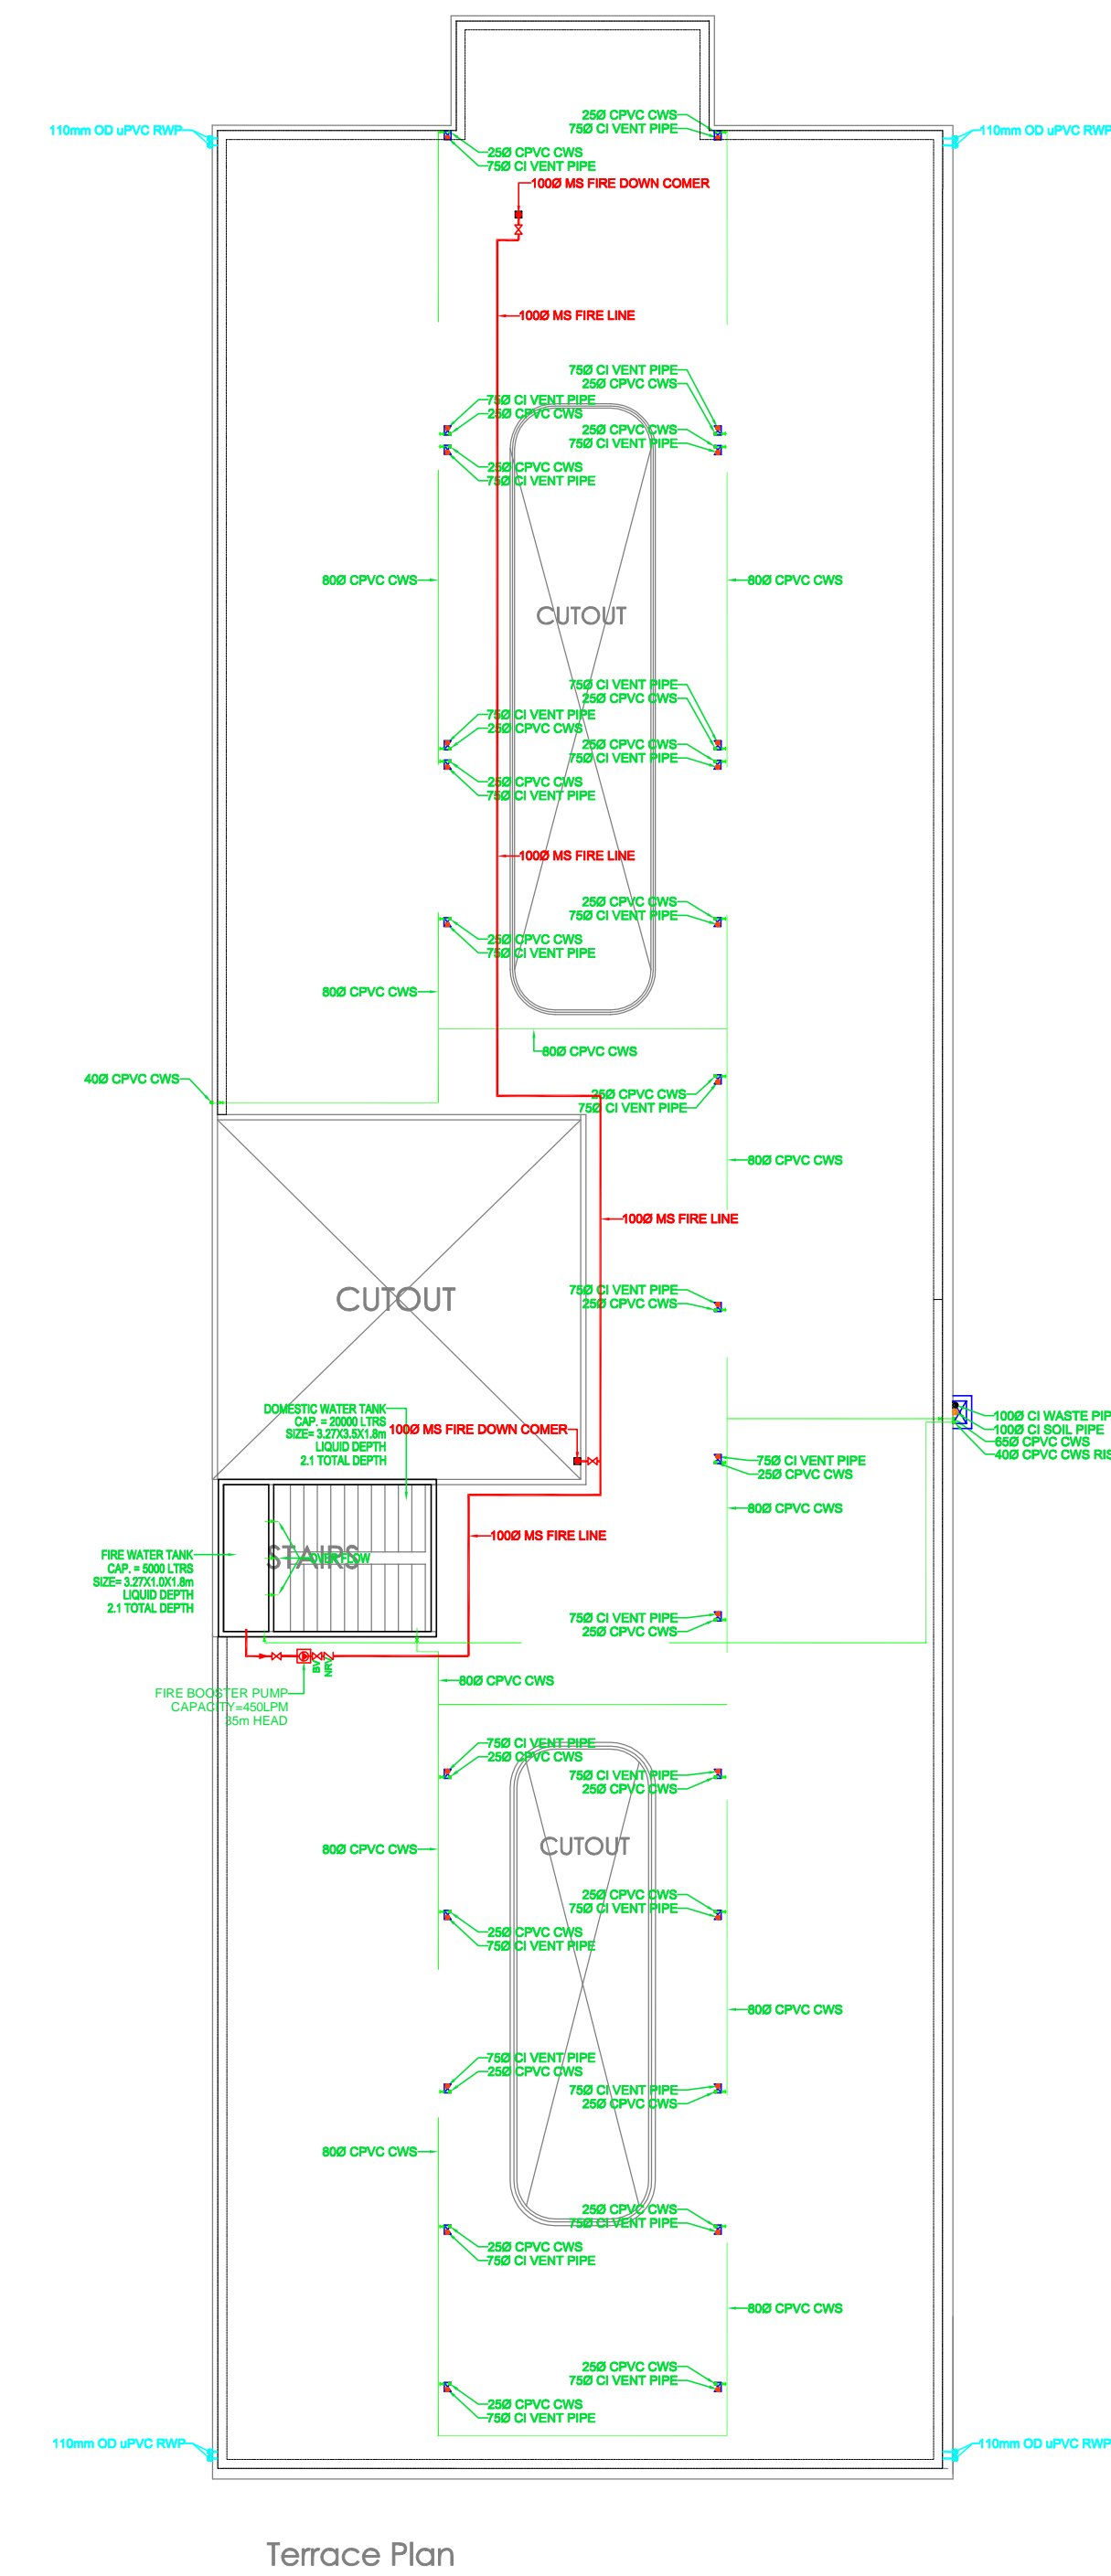 25Ø CPVC CWS
75Ø CI VENT PIPE
110mm OD uPVC RWP
110mm OD uPVC RWP
25Ø CPVC CWS
75Ø CI VENT PIPE
100Ø MS FIRE DOWN COMER
100Ø MS FIRE LINE
75Ø CI VENT PIPE
25Ø CPVC CWS
75Ø CI VENT PIPE
25Ø CPVC CWS
25Ø CPVC CWS
75Ø CI VENT PIPE
25Ø CPVC CWS
75Ø CI VENT PIPE
80Ø CPVC CWS
80Ø CPVC CWS
CUTOUT
75Ø CI VENT PIPE
25Ø CPVC CWS
75Ø CI VENT PIPE
25Ø CPVC CWS
25Ø CPVC CWS
75Ø CI VENT PIPE
25Ø CPVC CWS
75Ø CI VENT PIPE
100Ø MS FIRE LINE
25Ø CPVC CWS
75Ø CI VENT PIPE
25Ø CPVC CWS
75Ø CI VENT PIPE
80Ø CPVC CWS
80Ø CPVC CWS
40Ø CPVC CWS
25Ø CPVC CWS
75Ø CI VENT PIPE
80Ø CPVC CWS
100Ø MS FIRE LINE
75Ø CI VENT PIPE
25Ø CPVC CWS
CUTOUT
DOMESTIC WATER TANK
CAP. = 20000 LTRS
SIZE= 3.27X3.5X1.8m
LIQUID DEPTH
2.1 TOTAL DEPTH
100Ø MS FIRE DOWN COMER
100Ø CI WASTE PIP
100Ø CI SOIL PIPE
65Ø CPVC CWS
40Ø CPVC CWS RIS
75Ø CI VENT PIPE
25Ø CPVC CWS
80Ø CPVC CWS
100Ø MS FIRE LINE
STAIRS
OVER FLOW
FIRE WATER TANK
CAP. = 5000 LTRS
SIZE= 3.27X1.0X1.8m
LIQUID DEPTH
2.1 TOTAL DEPTH
75Ø CI VENT PIPE
25Ø CPVC CWS
BV
NRV
80Ø CPVC CWS
FIRE BOOSTER PUMP
CAPACITY=450LPM
35m HEAD
75Ø CI VENT PIPE
25Ø CPVC CWS
75Ø CI VENT PIPE
25Ø CPVC CWS
80Ø CPVC CWS
CUTOUT
25Ø CPVC CWS
75Ø CI VENT PIPE
25Ø CPVC CWS
75Ø CI VENT PIPE
80Ø CPVC CWS
75Ø CI VENT PIPE
25Ø CPVC CWS
75Ø CI VENT PIPE
25Ø CPVC CWS
80Ø CPVC CWS
25Ø CPVC CWS
75Ø CI VENT PIPE
25Ø CPVC CWS
75Ø CI VENT PIPE
80Ø CPVC CWS
25Ø CPVC CWS
75Ø CI VENT PIPE
25Ø CPVC CWS
75Ø CI VENT PIPE
110mm OD uPVC RWP
110mm OD uPVC RWP
Terrace Plan